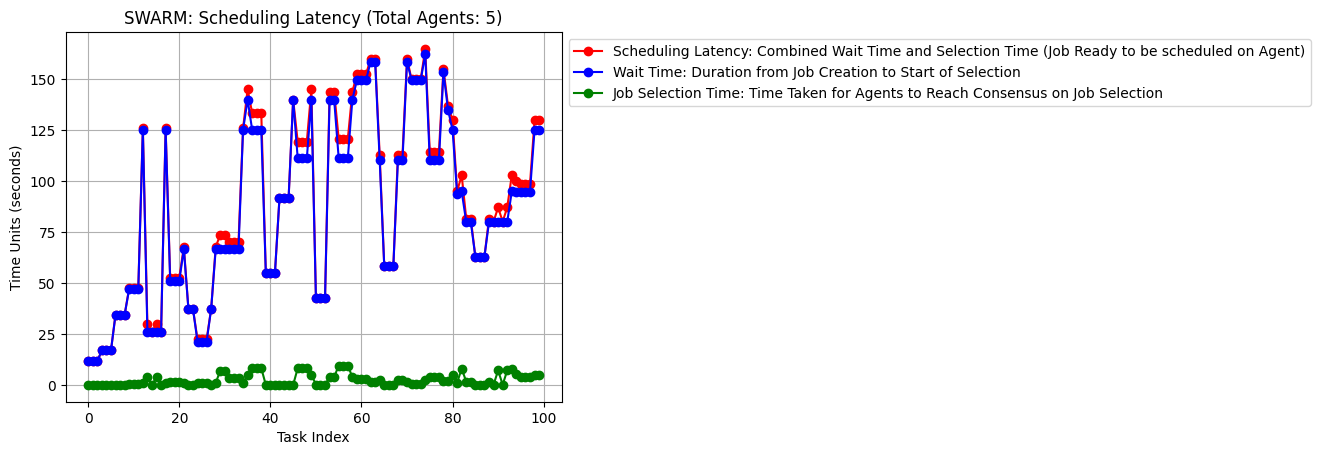 SWARM: Scheduling Latency (Total Agents: 5)
Scheduling Latency: Combined Wait Time and Selection Time (Job Ready to be scheduled on Agent)
Wait Time: Duration from Job Creation to Start of Selection
Job Selection Time: Time Taken for Agents to Reach Consensus on Job Selection
Time Units (seconds)
150
125
100
75
50
25
0
0 20 40 60 80 100
Task Index